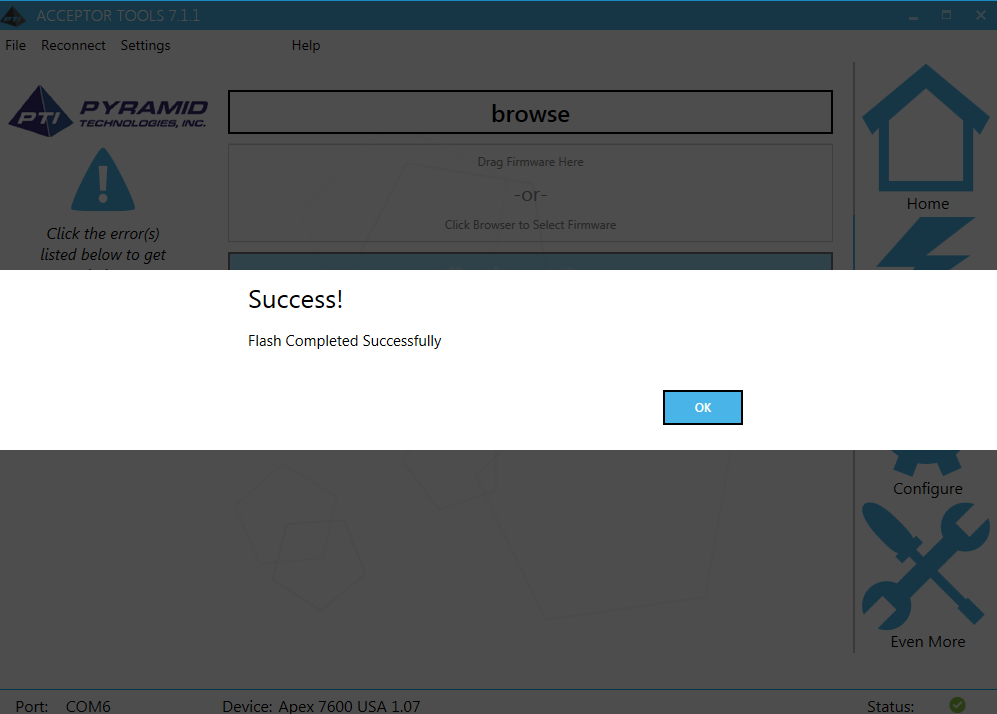 ACCEPTOR TOOLS 7.1.1
File Reconnect Settings Help
PTI PYRAMID
TECHNOLOGIES, INC.
browse
Drag Firmware Here
-or-
Click Browser to Select Firmware
Click the error(s)
listed below to get
Home
Success!
Flash Completed Successfully
OK
Configure
Even More
Port: COM6 Device: Apex 7600 USA 1.07 Status: